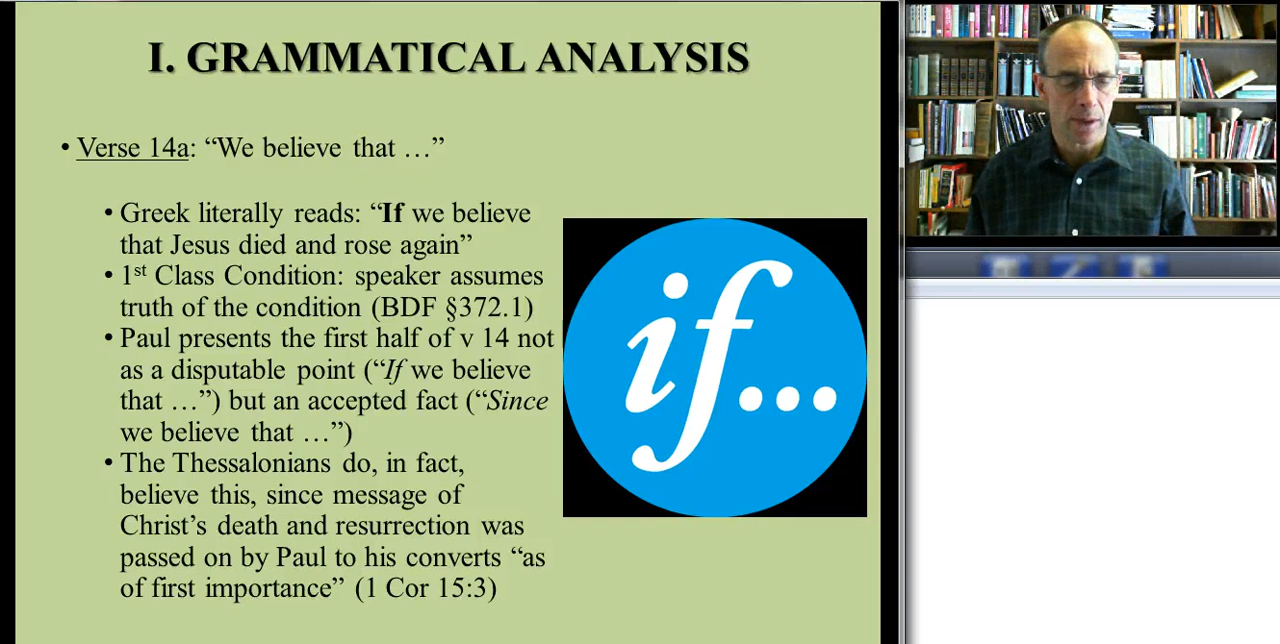 I. GRAMMATICAL ANALYSIS
• Verse 14a: “We believe that …”
• Greek literally reads: “If we believe
that Jesus died and rose again”
• 1st Class Condition: speaker assumes
truth of the condition (BDF §372.1)
• Paul presents the first half of v 14 not
as a disputable point (“If we believe
that …”) but an accepted fact (“Since
we believe that …”)
• The Thessalonians do, in fact,
believe this, since message of
Christ’s death and resurrection was
passed on by Paul to his converts “as
of first importance” (1 Cor 15:3)
if...